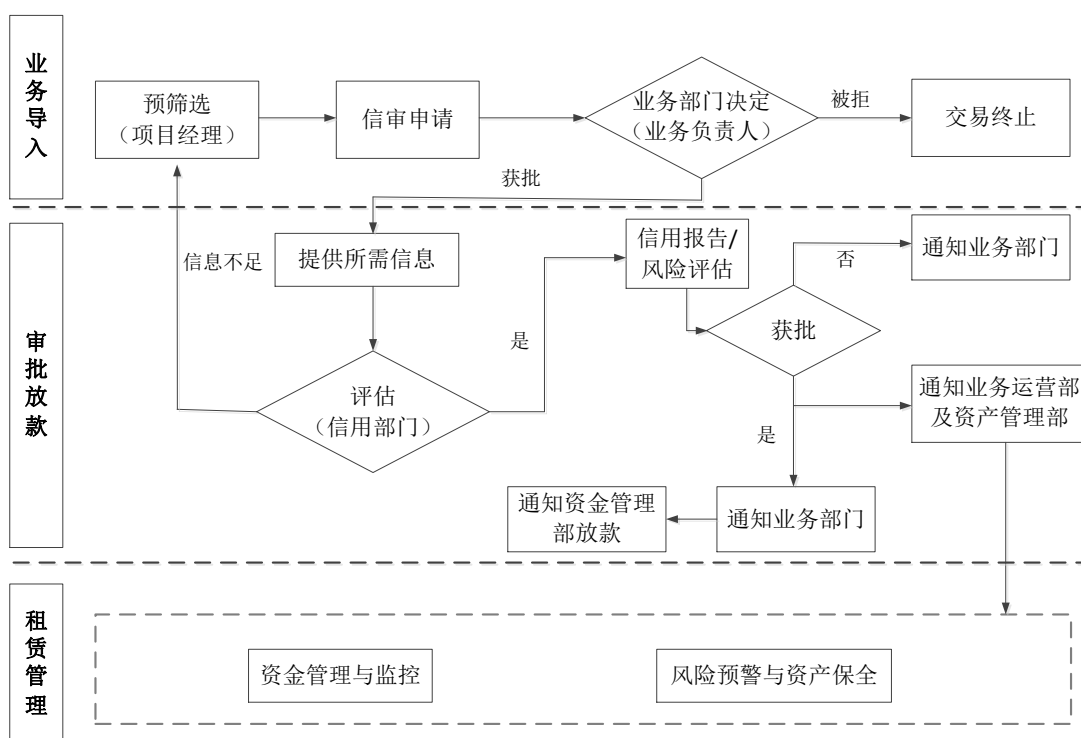 业务导入
预筛选
（项目经理）
信审申请
业务部门决定
（业务负责人）
被拒
交易终止
获批
审批放款
信息不足
提供所需信息
是
信用报告/
风险评估
否
通知业务部门
获批
评估
（信用部门）
是
通知业务运营部
及资产管理部
通知资金管理
部放款
通知业务部门
租赁管理
资金管理与监控
风险预警与资产保全